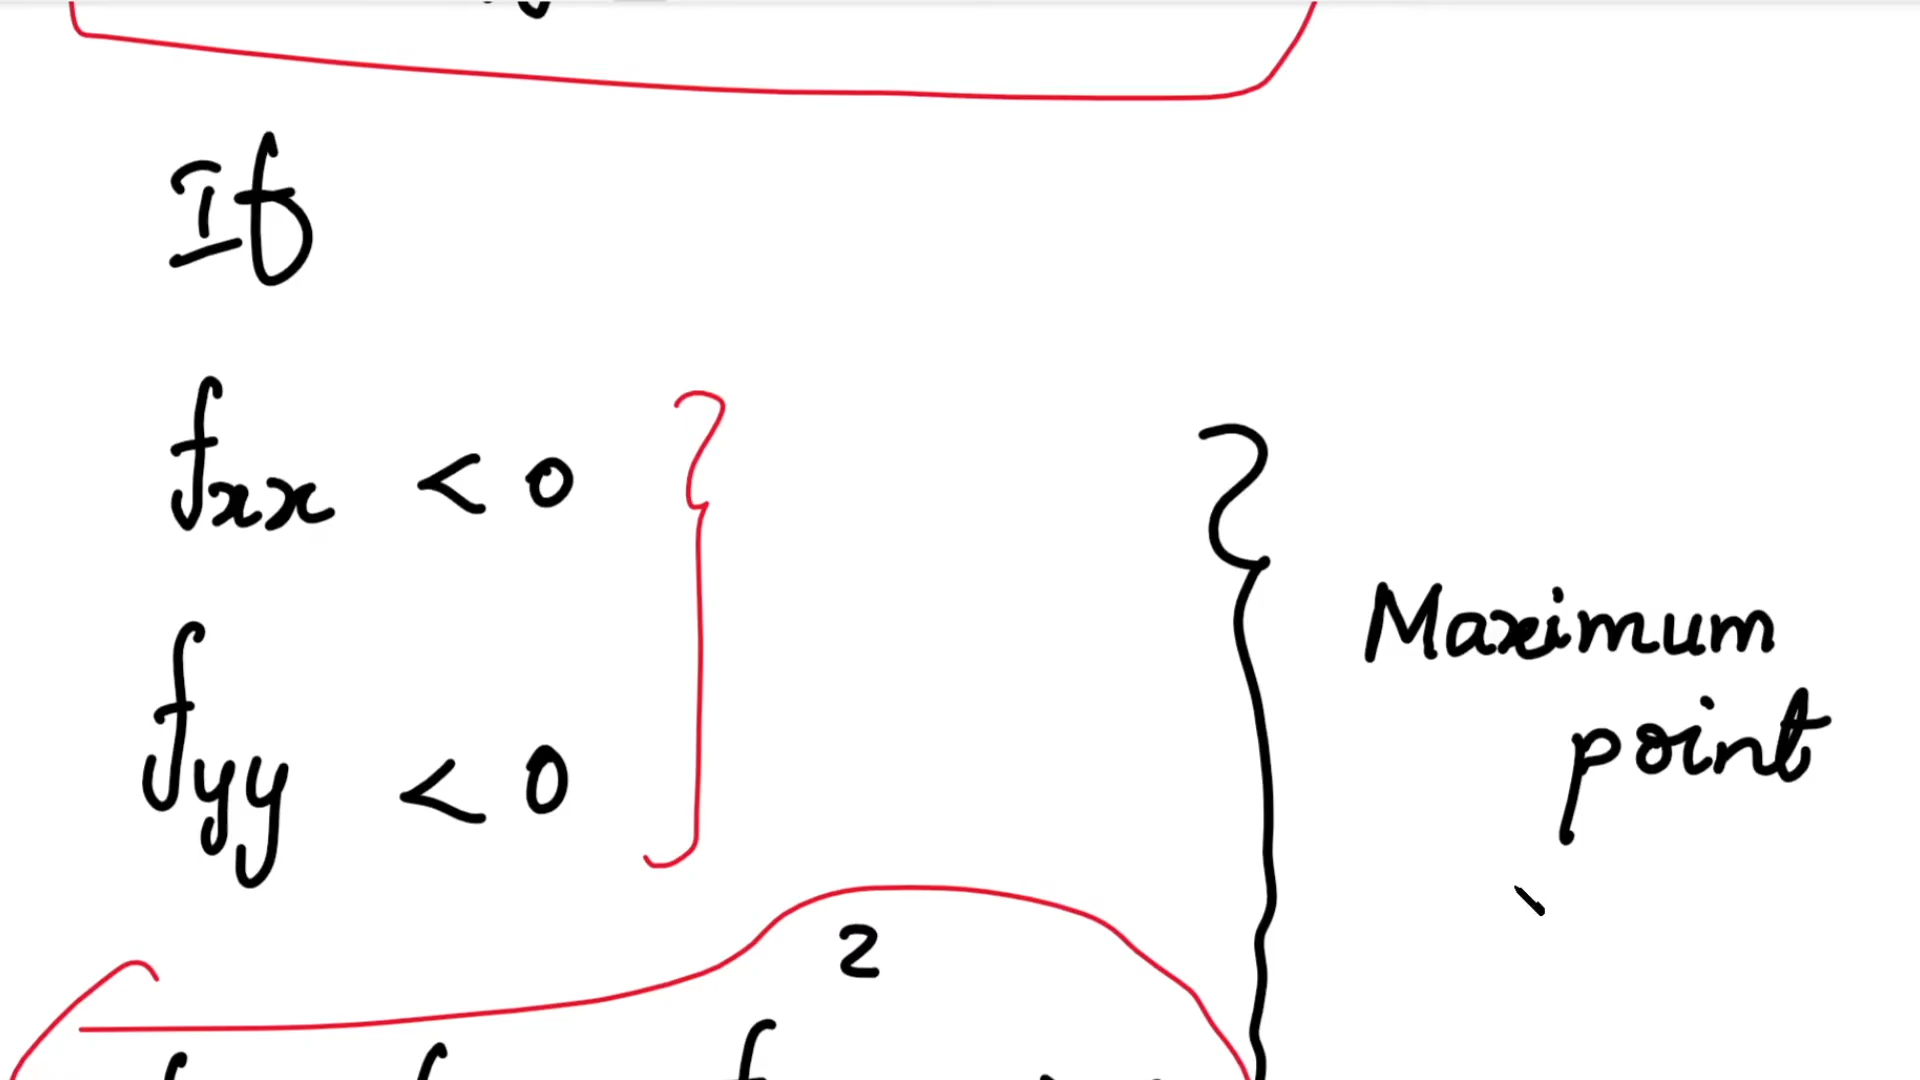 If
fxx < 0
fyy < 0
Maximum
point
2